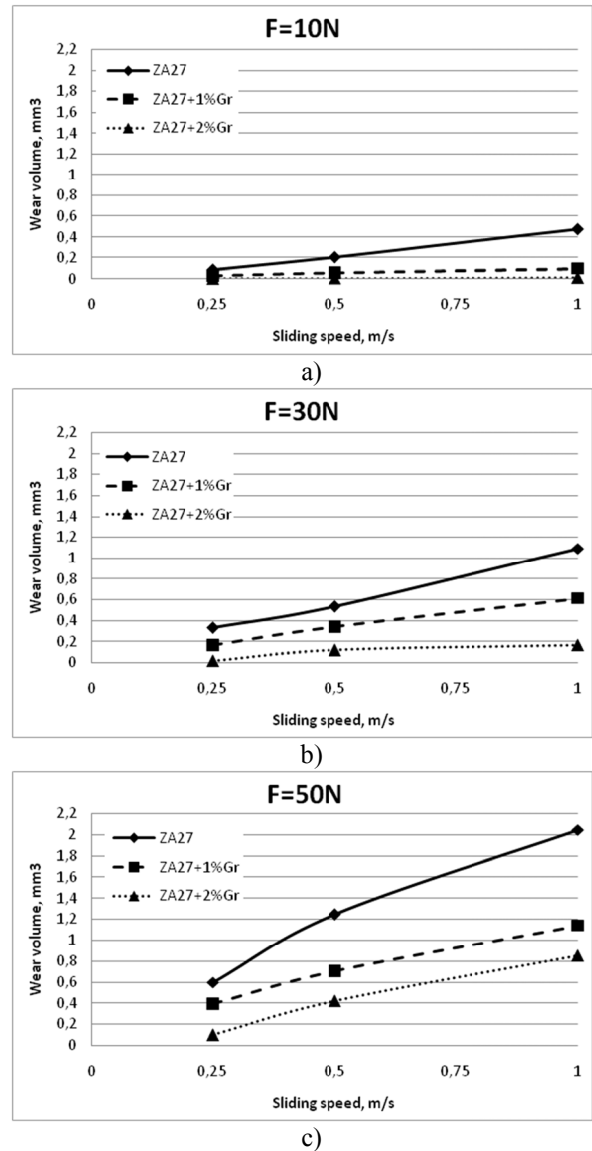 F=10N
2,2
2
1,8
1,6
1,4
1,2
1
0,8
0,6
0,4
0,2
0
Wear volume, mm3
ZA27
ZA27+1%Gr
ZA27+2%Gr
0 0,25 0,5 0,75 1
Sliding speed, m/s
a)
F=30N
2,2
2
1,8
1,6
1,4
1,2
1
0,8
0,6
0,4
0,2
0
Wear volume, mm3
ZA27
ZA27+1%Gr
ZA27+2%Gr
0 0,25 0,5 0,75 1
Sliding speed, m/s
b)
F=50N
2,2
2
1,8
1,6
1,4
1,2
1
0,8
0,6
0,4
0,2
0
Wear volume, mm3
ZA27
ZA27+1%Gr
ZA27+2%Gr
0 0,25 0,5 0,75 1
Sliding speed, m/s
c)